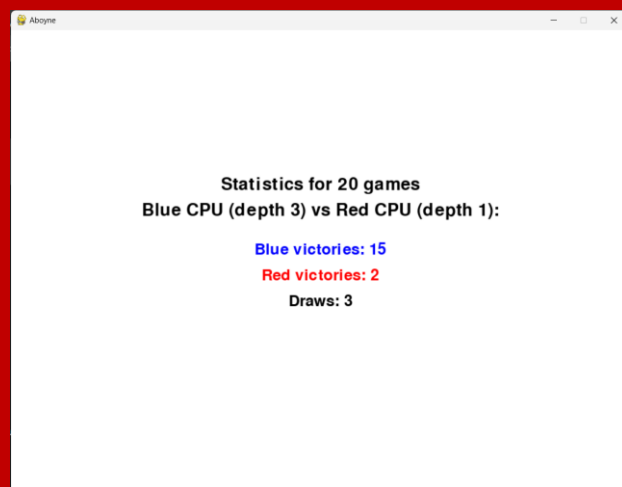 Aboyne
Statistics for 20 games
Blue CPU (depth 3) vs Red CPU (depth 1):
Blue victories: 15
Red victories: 2
Draws: 3